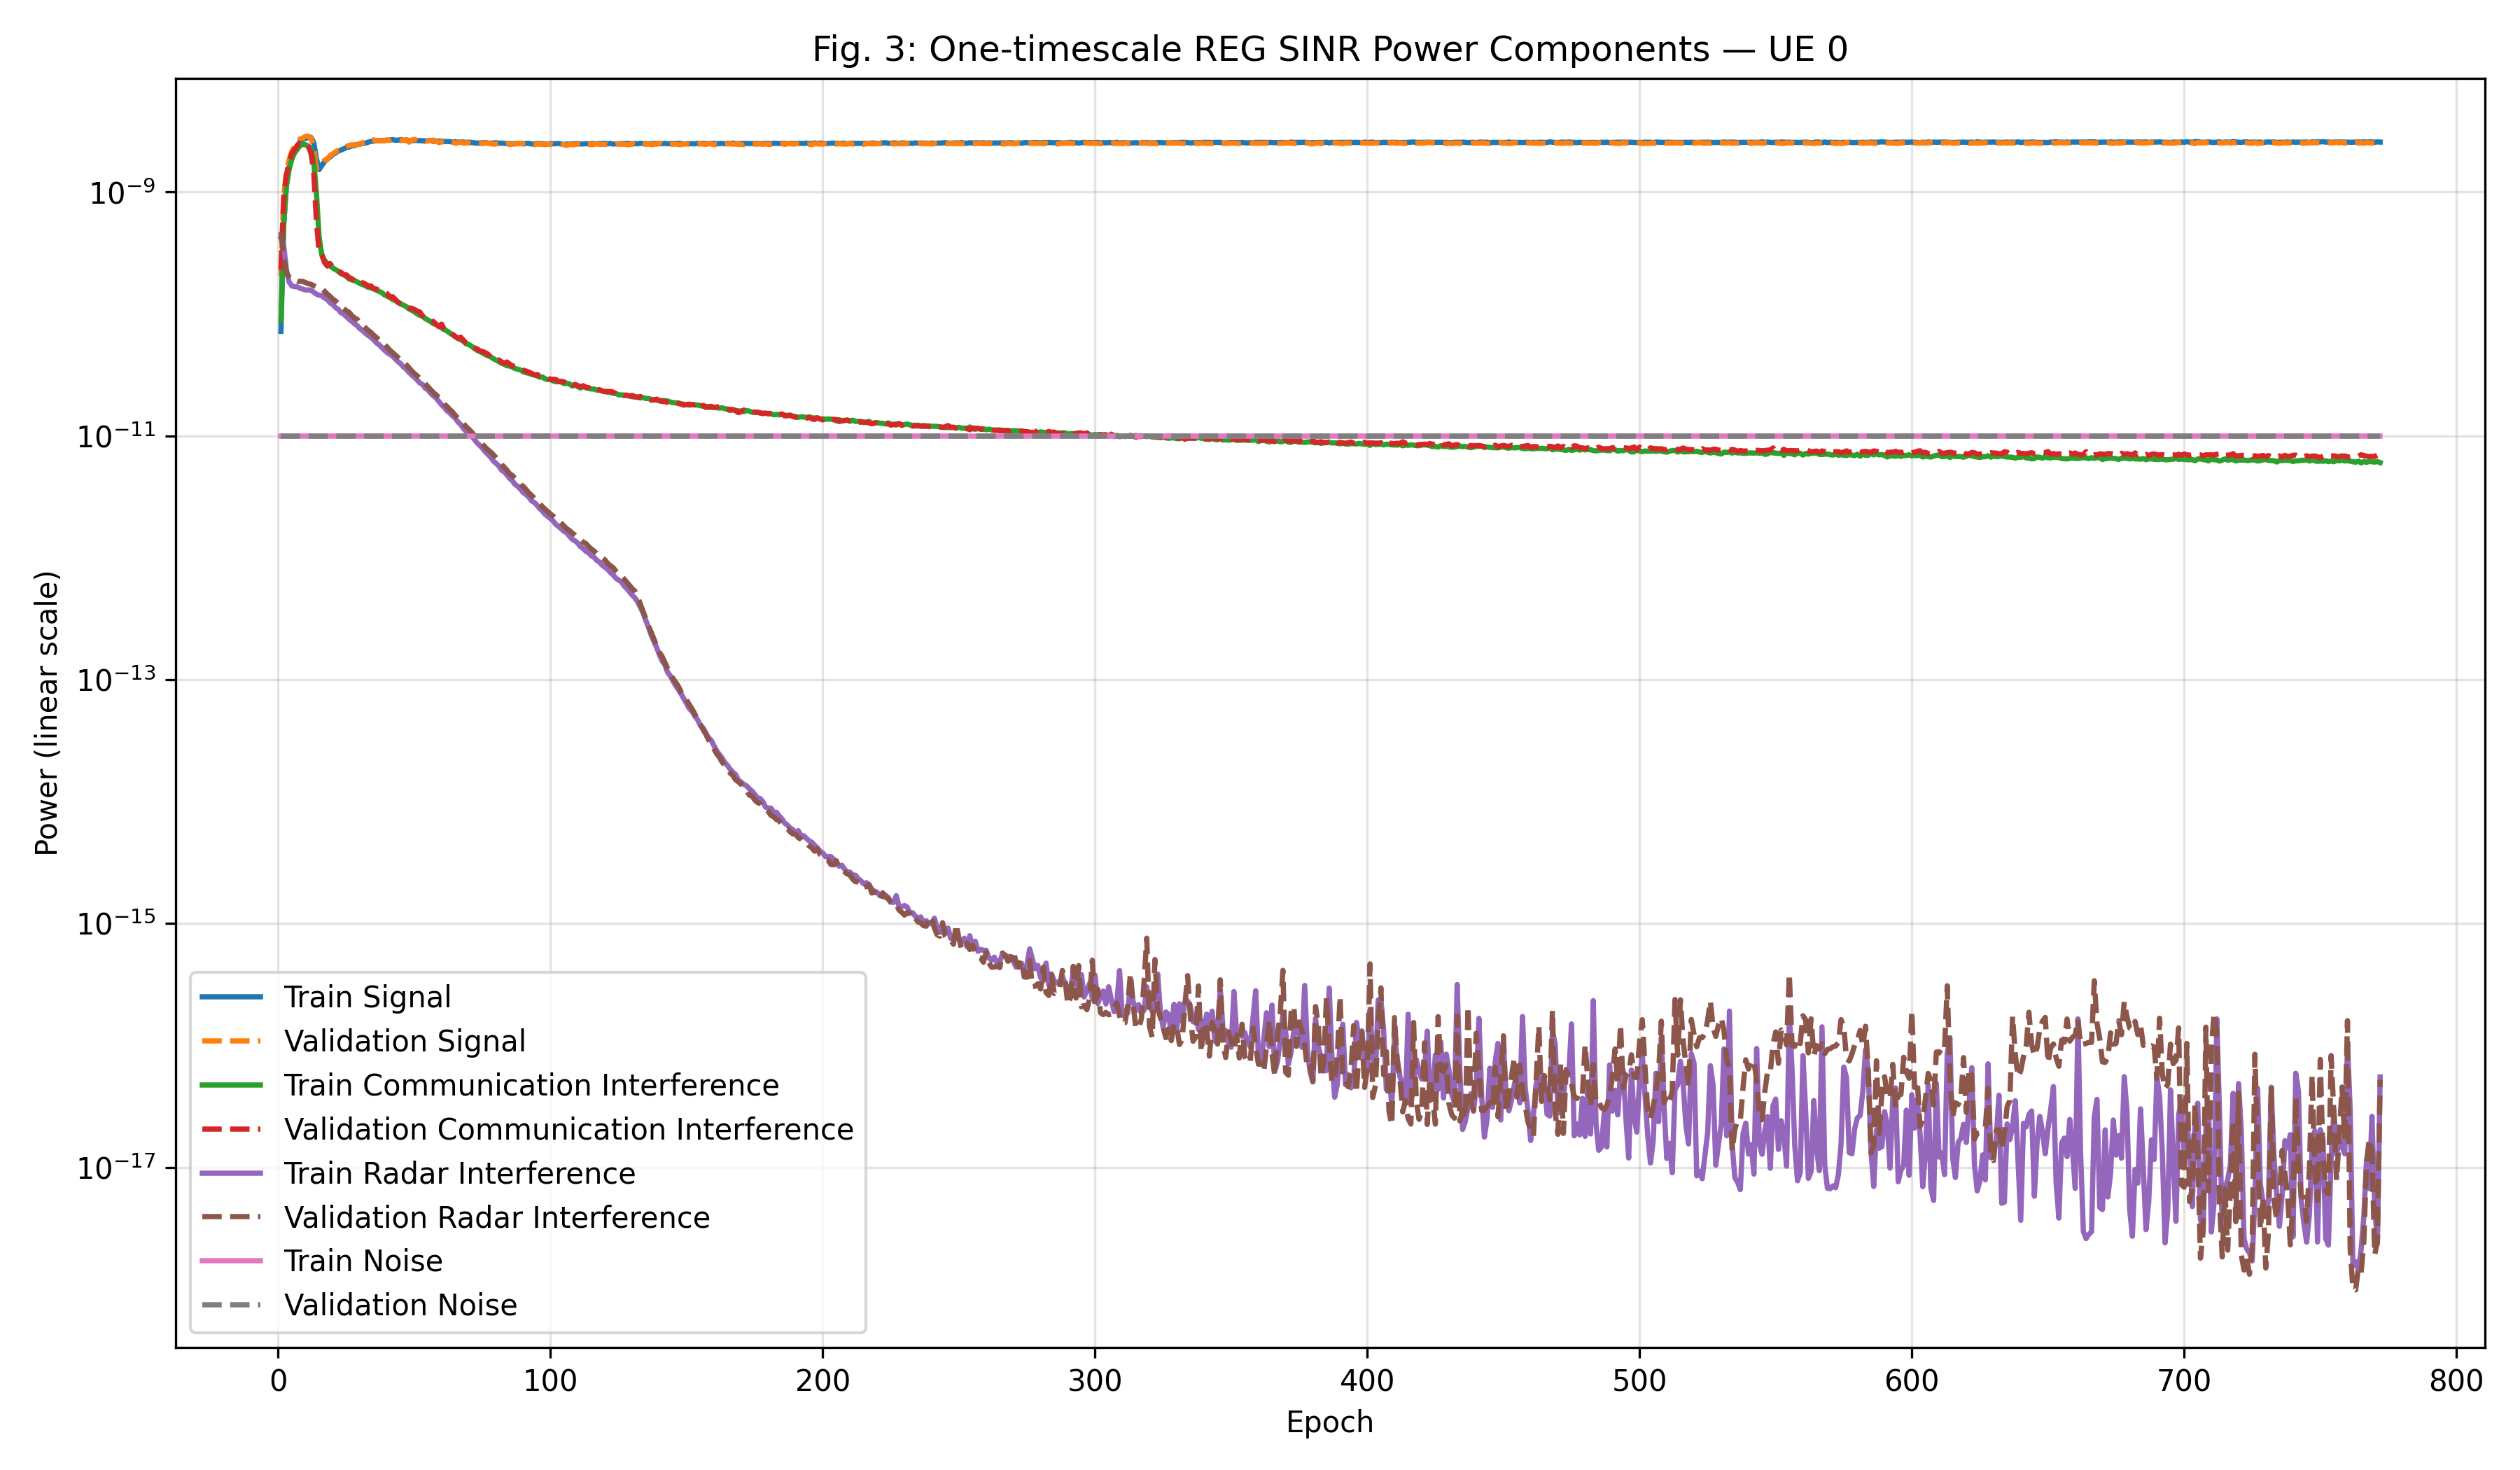 Fig. 3: One-timescale REG SINR Power Components — UE 0
Power (linear scale)
10⁻⁹
10⁻¹¹
10⁻¹³
10⁻¹⁵
10⁻¹⁷
Train Signal
Validation Signal
Train Communication Interference
Validation Communication Interference
Train Radar Interference
Validation Radar Interference
Train Noise
Validation Noise
0 100 200 300 400 500 600 700 800
Epoch